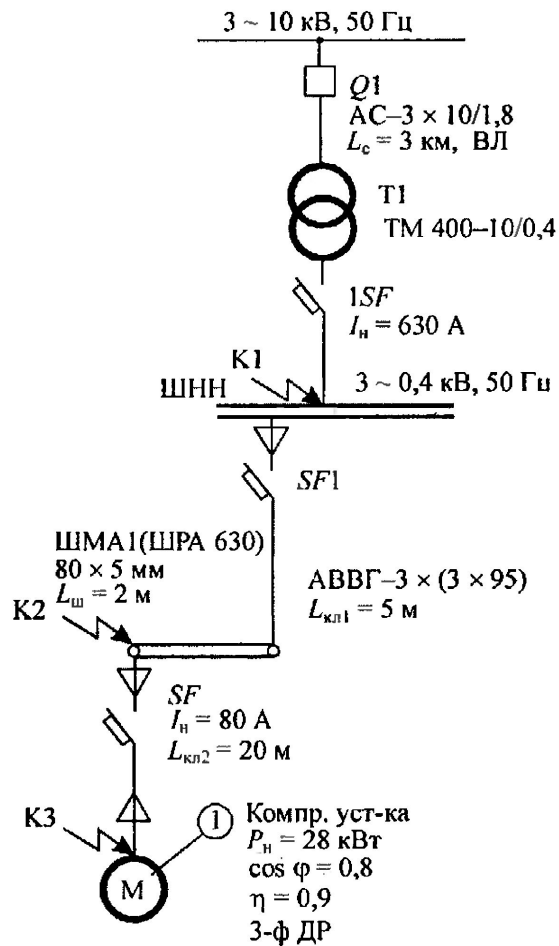 3 ~ 10 кВ, 50 Гц
Q1
АС–3 × 10/1,8
Lс = 3 км, ВЛ
Т1
ТМ 400–10/0,4
1SF
Iн = 630 А
К1
ШНН
3 ~ 0,4 кВ, 50 Гц
SF1
ШМА1(ШРА 630)
80 × 5 мм
Lш = 2 м
К2
АВВГ–3 × (3 × 95)
Lкл1 = 5 м
SF
Iн = 80 А
Lкл2 = 20 м
К3
1
Компр. уст-ка
Рн = 28 кВт
cos φ = 0,8
η = 0,9
3-ф ДР
М